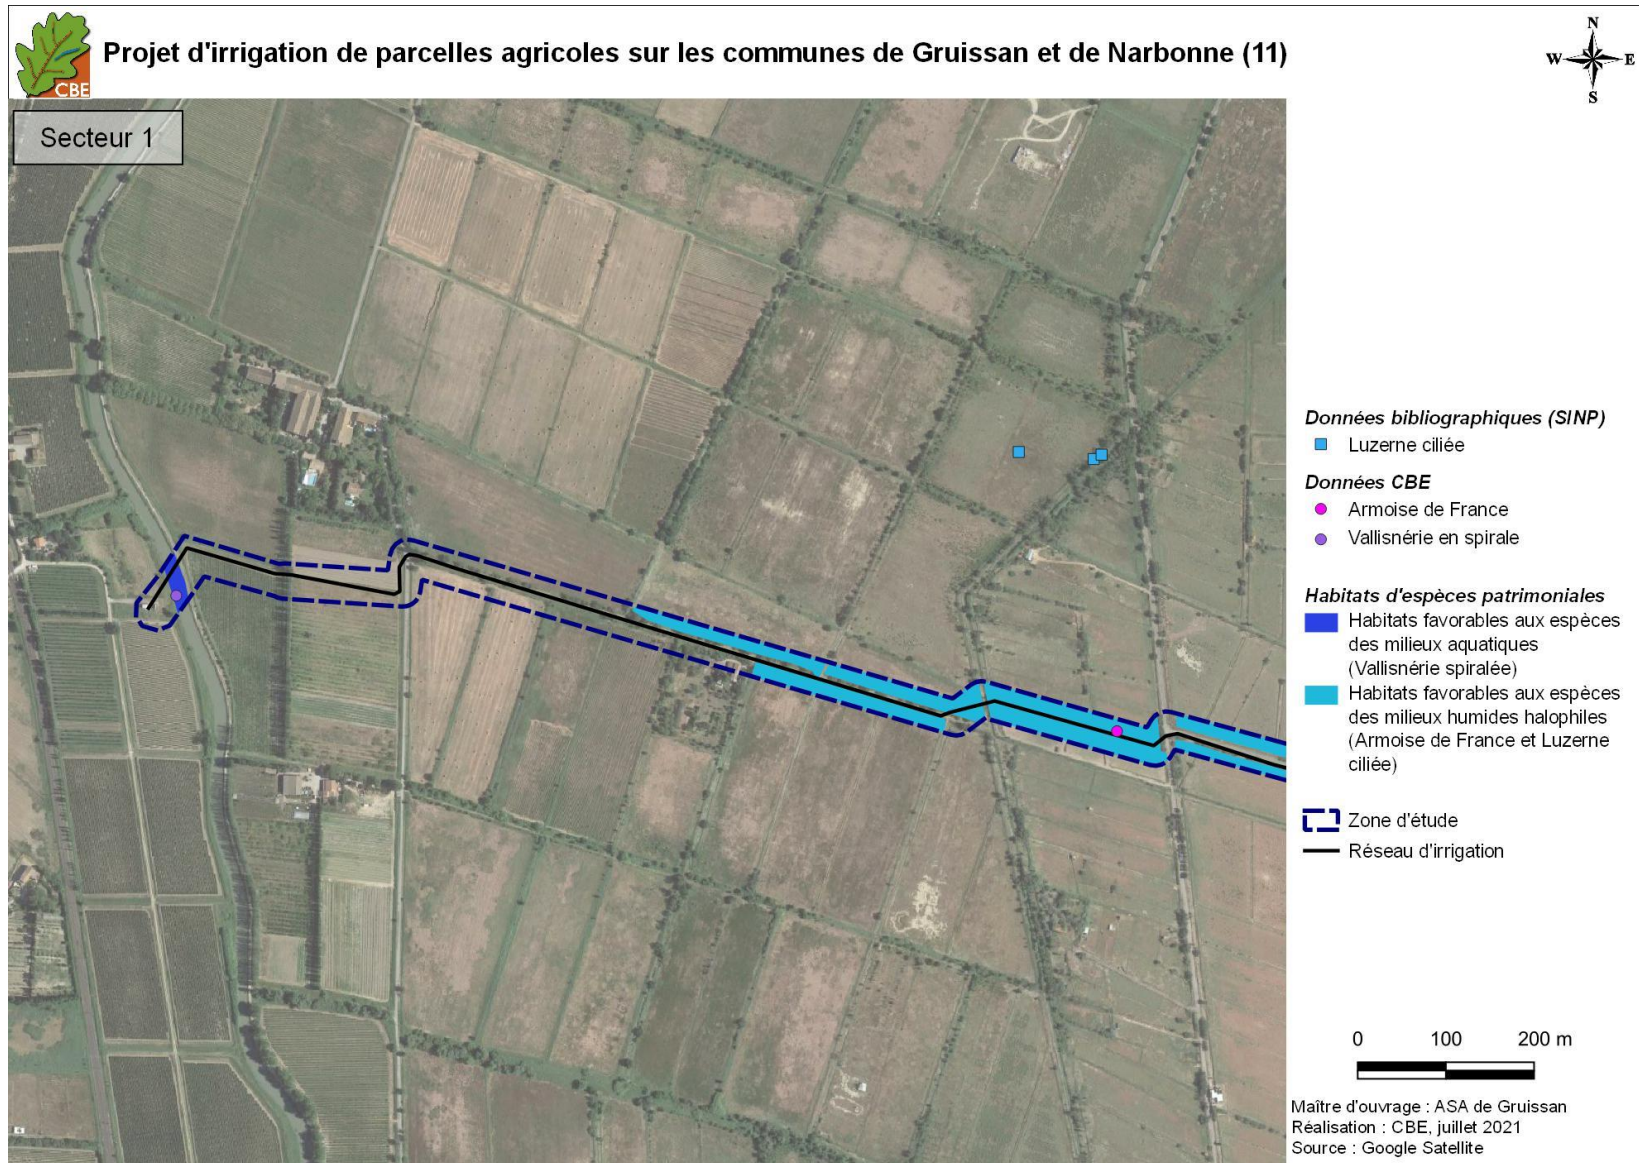 CBE
Projet d'irrigation de parcelles agricoles sur les communes de Gruissan et de Narbonne (11)
N
W E
S
Secteur 1
Données bibliographiques (SINP)
Luzerne ciliée
Données CBE
Armoise de France
Vallisnérie en spirale
Habitats d'espèces patrimoniales
Habitats favorables aux espèces
des milieux aquatiques
(Vallisnérie spiralée)
Habitats favorables aux espèces
des milieux humides halophiles
(Armoise de France et Luzerne
ciliée)
Zone d'étude
Réseau d'irrigation
0 100 200 m
Maître d'ouvrage : ASA de Gruissan
Réalisation : CBE, juillet 2021
Source : Google Satellite